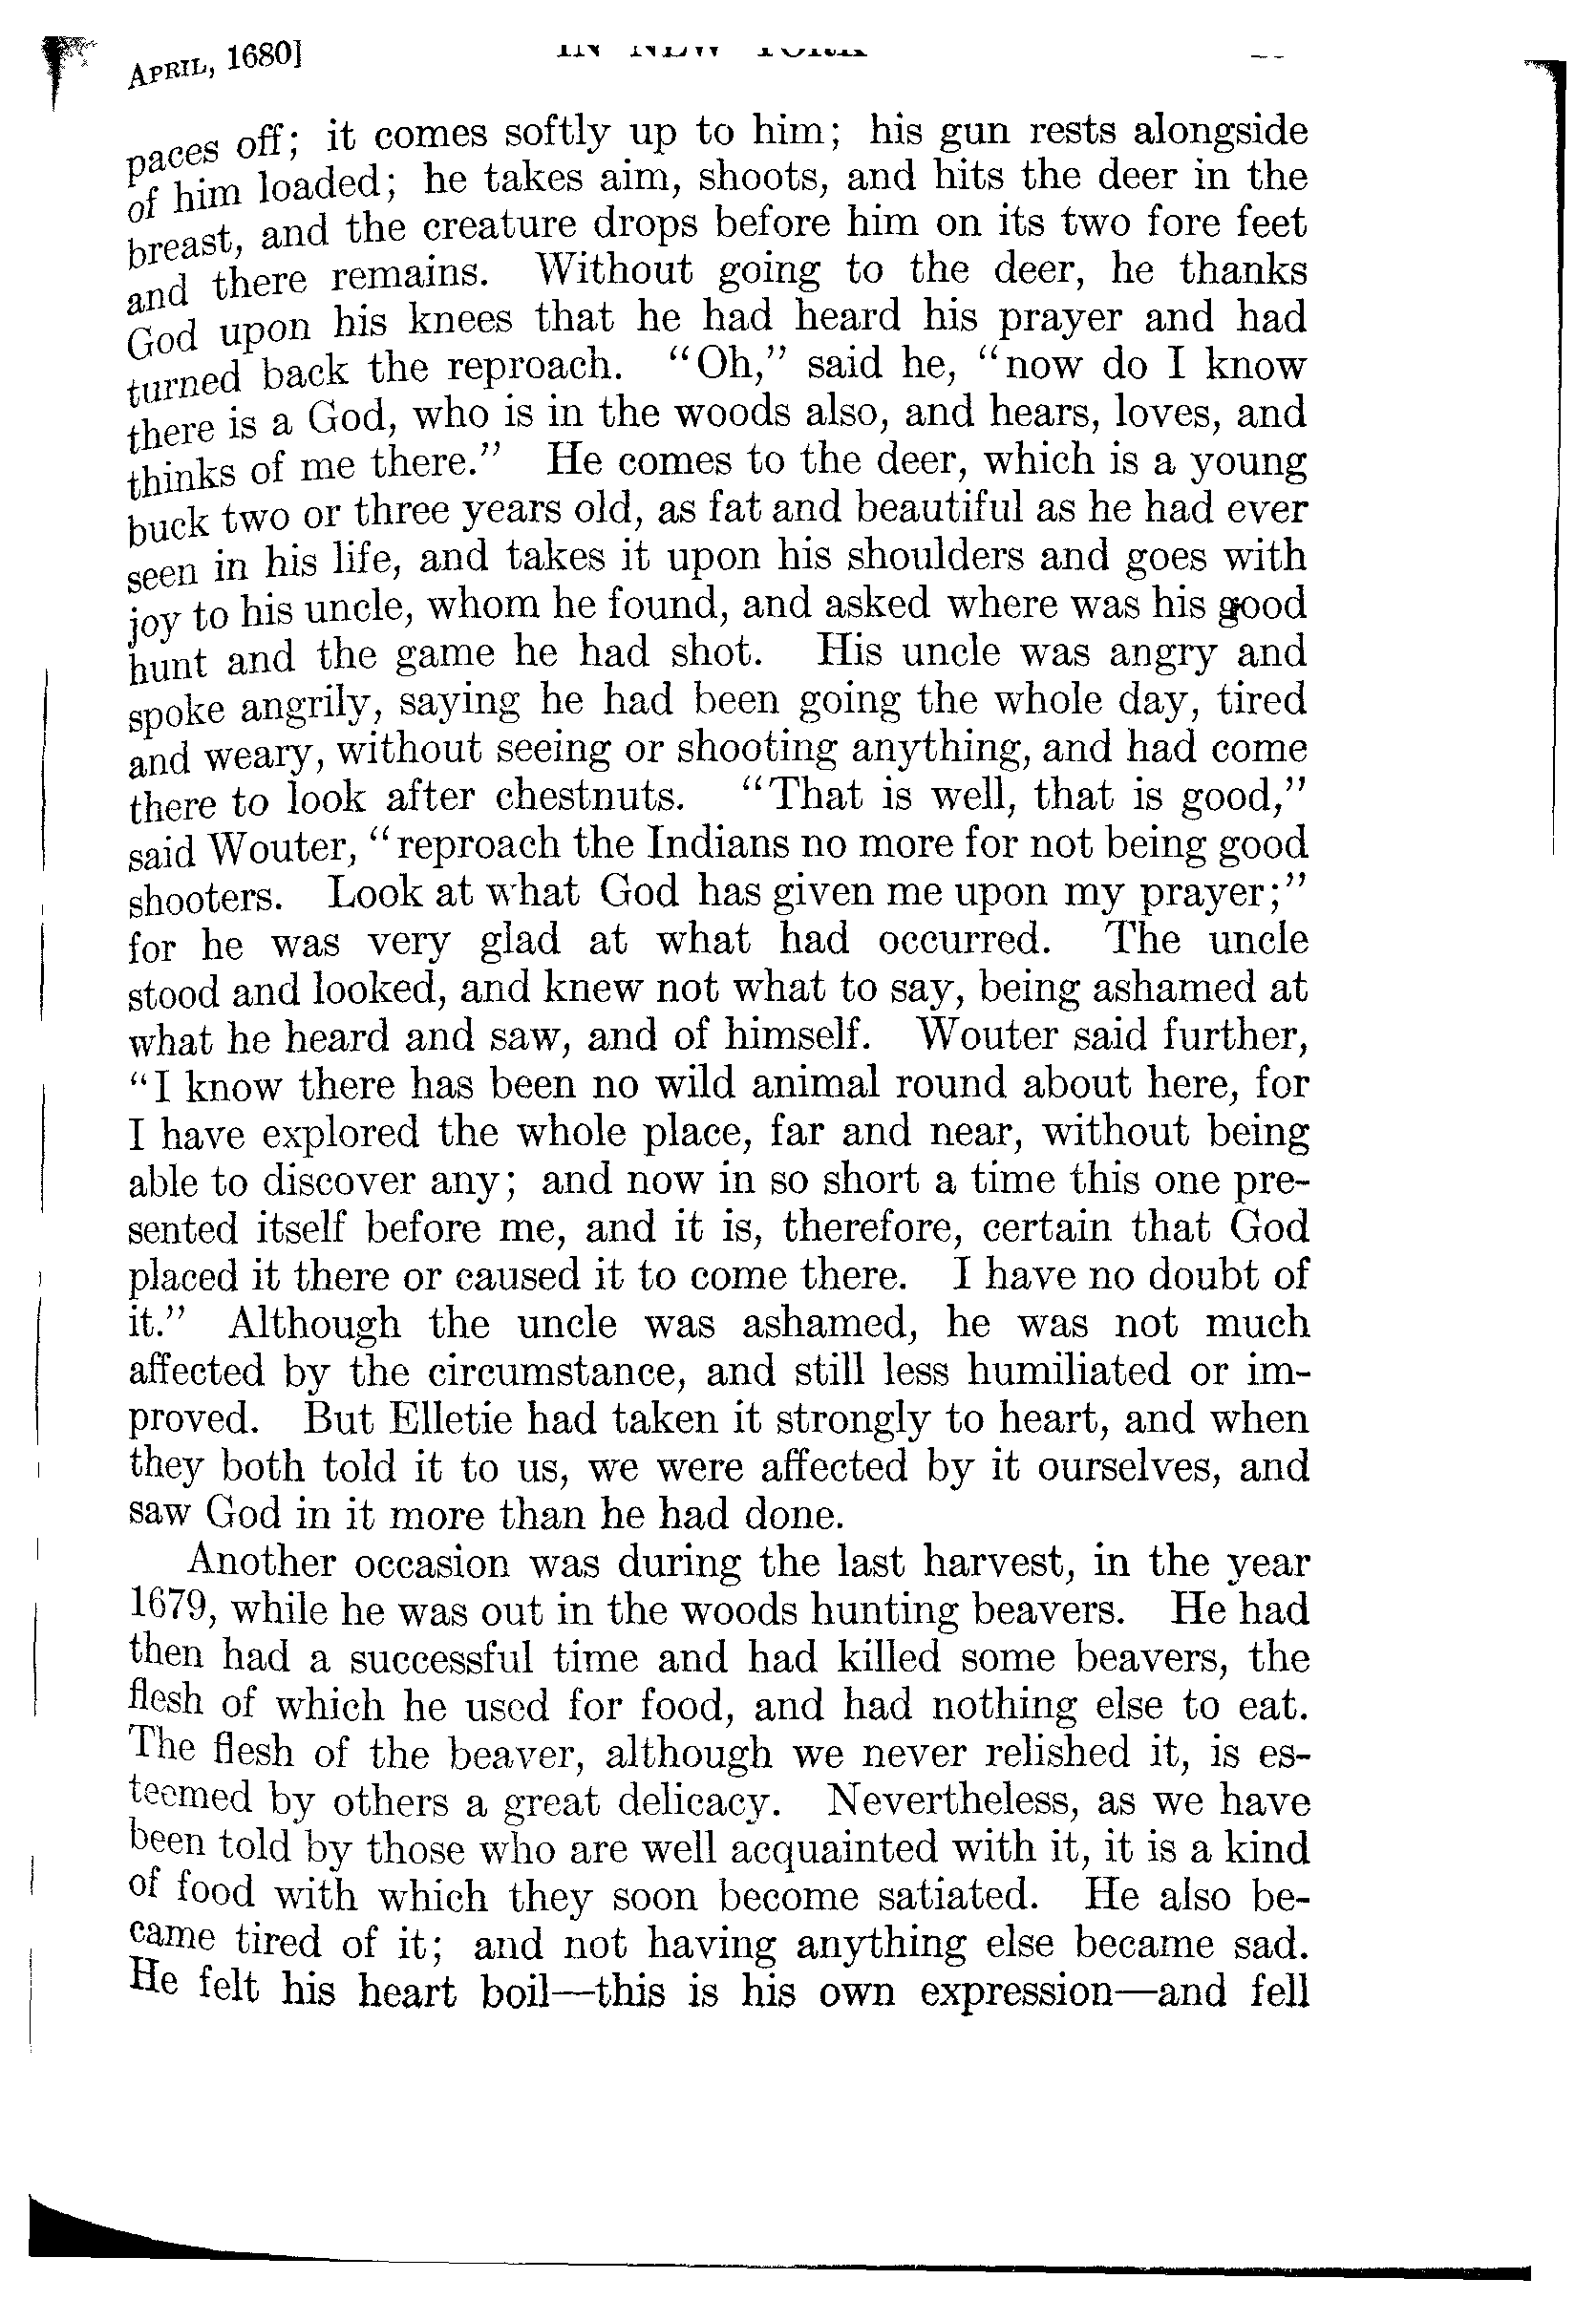 APRIL, 1680] IN NEW YORK
paces off; it comes softly up to him; his gun rests alongside
of him loaded; he takes aim, shoots, and hits the deer in the
breast, and the creature drops before him on its two fore feet
and there remains. Without going to the deer, he thanks
God upon his knees that he had heard his prayer and had
turned back the reproach. "Oh," said he, "now do I know
there is a God, who is in the woods also, and hears, loves, and
thinks of me there." He comes to the deer, which is a young
buck two or three years old, as fat and beautiful as he had ever
seen in his life, and takes it upon his shoulders and goes with
joy to his uncle, whom he found, and asked where was his good
hunt and the game he had shot. His uncle was angry and
spoke angrily, saying he had been going the whole day, tired
and weary, without seeing or shooting anything, and had come
there to look after chestnuts. "That is well, that is good,"
said Wouter, "reproach the Indians no more for not being good
shooters. Look at what God has given me upon my prayer;"
for he was very glad at what had occurred. The uncle
stood and looked, and knew not what to say, being ashamed at
what he heard and saw, and of himself. Wouter said further,
"I know there has been no wild animal round about here, for
I have explored the whole place, far and near, without being
able to discover any; and now in so short a time this one pre-
sented itself before me, and it is, therefore, certain that God
placed it there or caused it to come there. I have no doubt of
it." Although the uncle was ashamed, he was not much
affected by the circumstance, and still less humiliated or im-
proved. But Elletie had taken it strongly to heart, and when
they both told it to us, we were affected by it ourselves, and
saw God in it more than he had done.
Another occasion was during the last harvest, in the year
1679, while he was out in the woods hunting beavers. He had
then had a successful time and had killed some beavers, the
flesh of which he used for food, and had nothing else to eat.
The flesh of the beaver, although we never relished it, is es-
teemed by others a great delicacy. Nevertheless, as we have
been told by those who are well acquainted with it, it is a kind
of food with which they soon become satiated. He also be-
came tired of it; and not having anything else became sad.
He felt his heart boil—this is his own expression—and fell